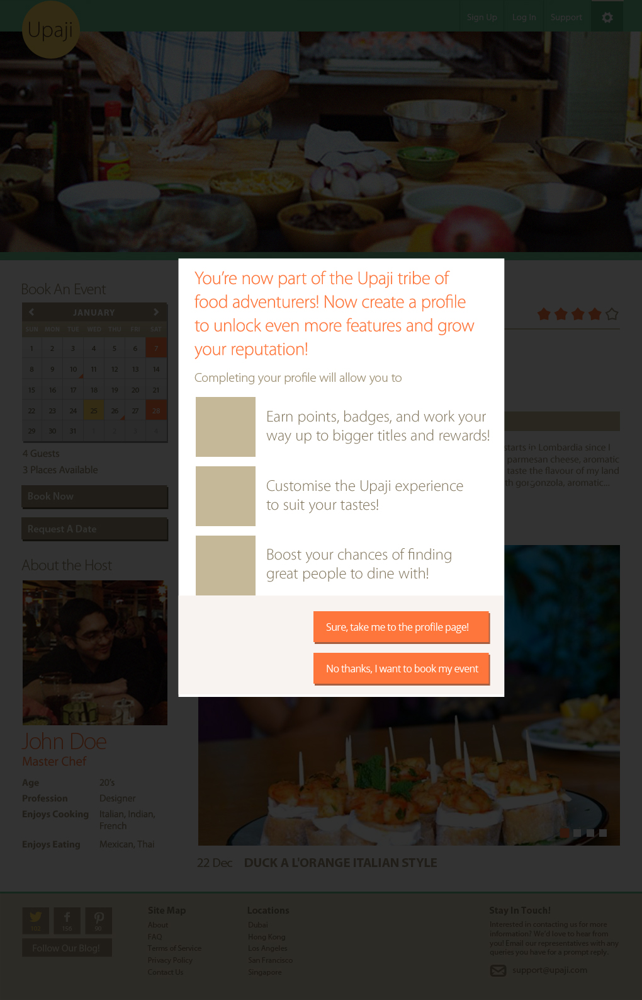 Upaji
Sign Up
Log In
Support
Book An Event
JANUARY
SUN MON TUE WED THU FRI SAT
1 2 3 4 5 6 7
8 9 10 11 12 13 14
15 16 17 18 19 20 21
22 23 24 25 26 27 28
29 30 31 1 2 3 4
4 Guests
3 Places Available
Book Now
Request A Date
About the Host
John Doe
Master Chef
Age 20's
Profession Designer
Enjoys Cooking Italian, Indian,
French
Enjoys Eating Mexican, Thai
You're now part of the Upaji tribe of
food adventurers! Now create a profile
to unlock even more features and grow
your reputation!
Completing your profile will allow you to
Earn points, badges, and work your
way up to bigger titles and rewards!
Customise the Upaji experience
to suit your tastes!
Boost your chances of finding
great people to dine with!
Sure, take me to the profile page!
No thanks, I want to book my event
starts in Lombardia since I
parmesan cheese, aromatic
taste the flavour of my land
th gorgonzola, aromatic...
22 Dec DUCK A L'ORANGE ITALIAN STYLE
102 156 90
Follow Our Blog!
Site Map
About
FAQ
Terms of Service
Privacy Policy
Contact Us
Locations
Dubai
Hong Kong
Los Angeles
San Francisco
Singapore
Stay In Touch!
Interested in contacting us for more
information? We'd love to hear from
you! Email our representatives with any
queries you have for a prompt reply.
support@upaji.com